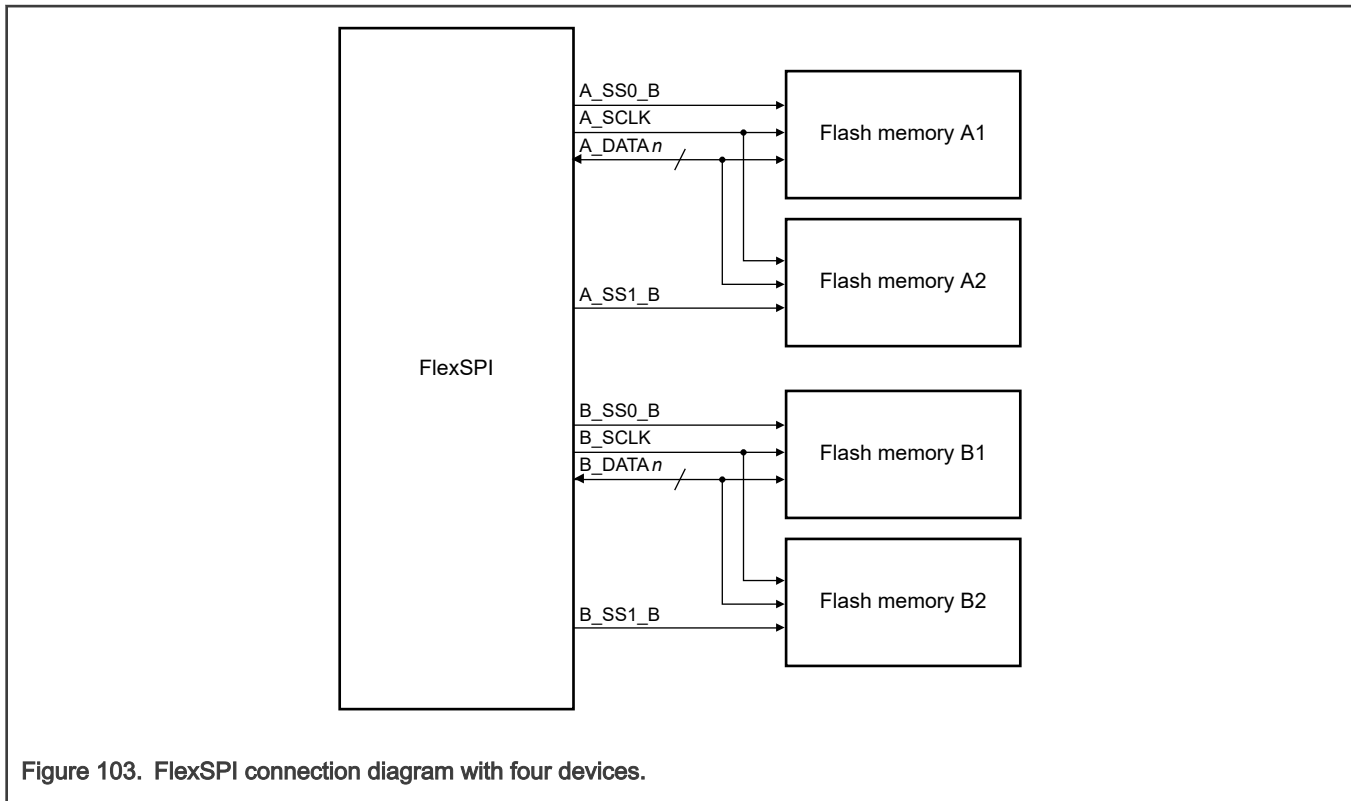 A_SS0_B
A_SCLK
A_DATAn
Flash memory A1
Flash memory A2
A_SS1_B
FlexSPI
B_SS0_B
B_SCLK
B_DATAn
Flash memory B1
Flash memory B2
B_SS1_B
Figure 103. FlexSPI connection diagram with four devices.